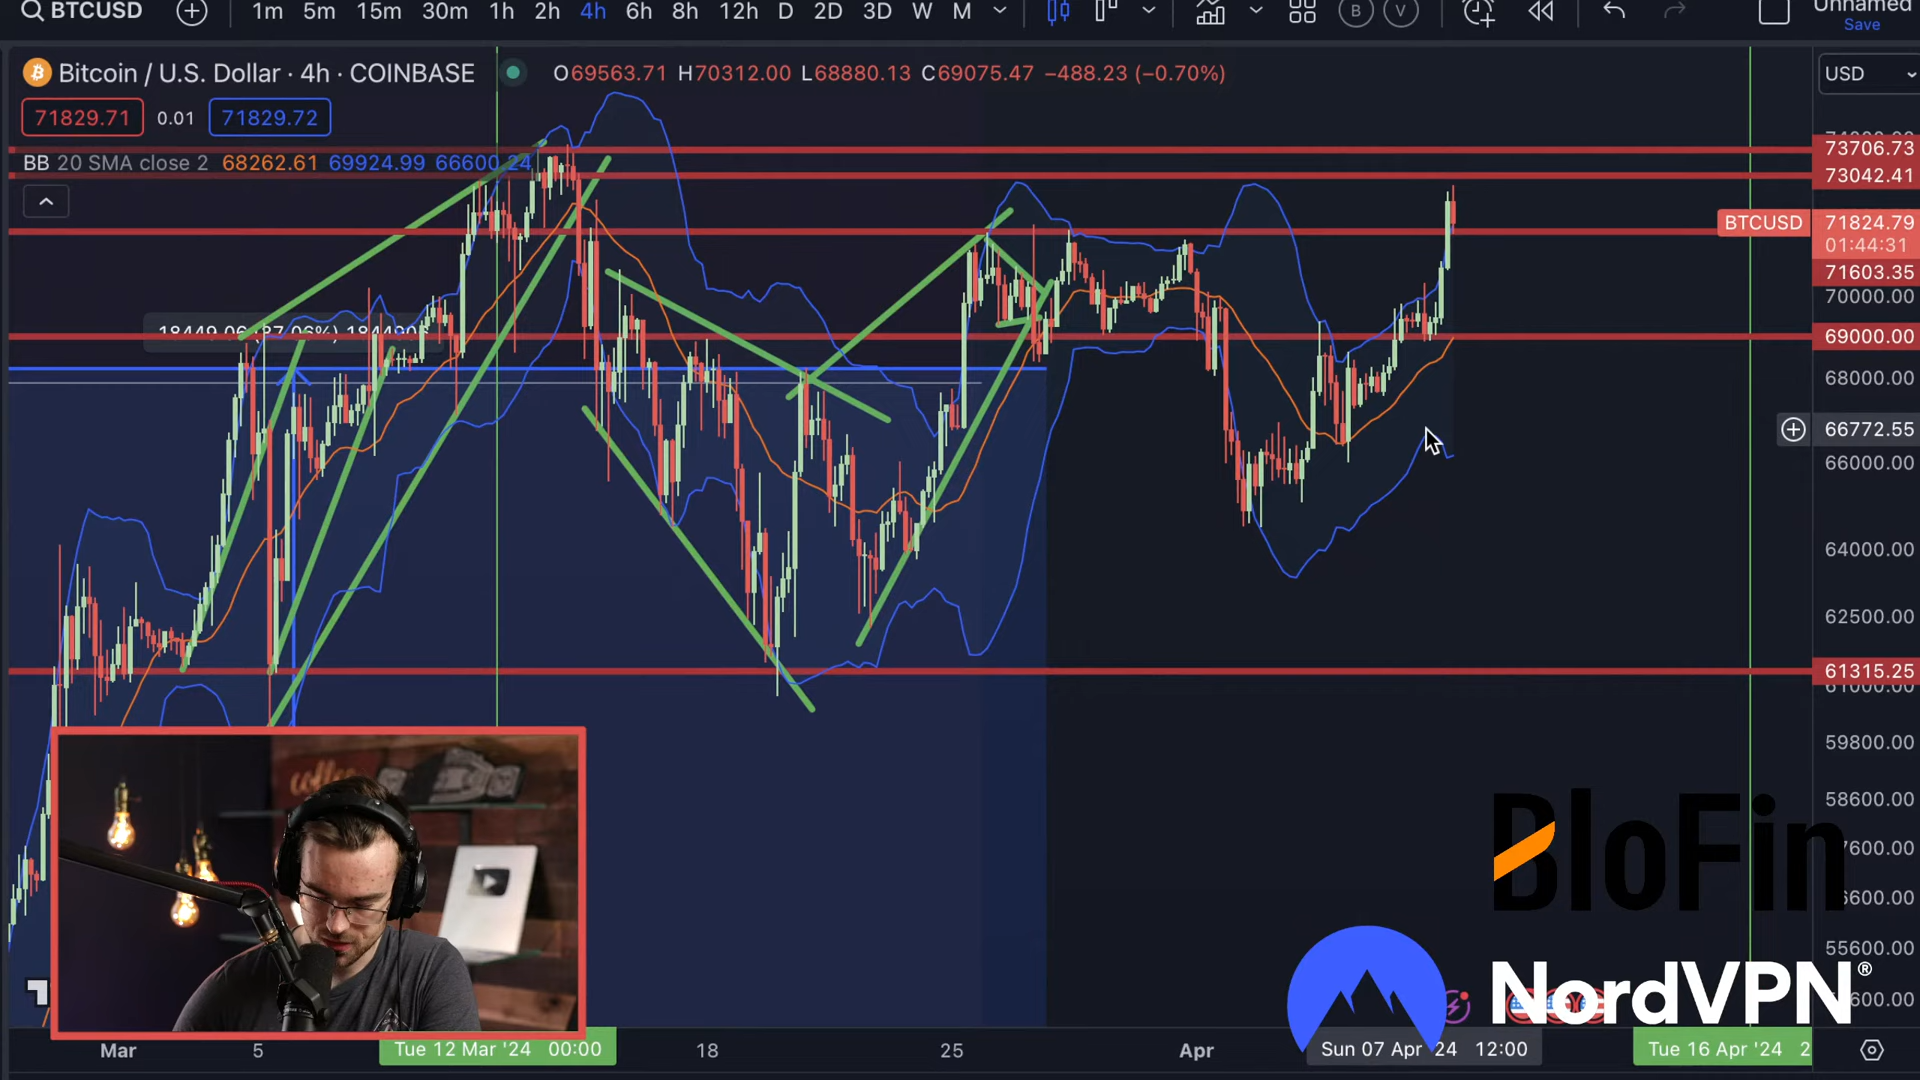 BTCUSD 1m 5m 15m 30m 1h 2h 4h 6h 8h 12h D 2D 3D W M B V Unnamed
Save
Bitcoin / U.S. Dollar · 4h · COINBASE O69563.71 H70312.00 L68880.13 C69075.47 −488.23 (−0.70%) USD
71829.71 0.01 71829.72
BB 20 SMA close 2 68262.61 69924.99 66600.24
73706.73
73042.41
BTCUSD 71824.79
01:44:31
71603.35
70000.00
69000.00
68000.00
66772.55
66000.00
64000.00
62500.00
61315.25
61000.00
59800.00
58600.00
57600.00
56600.00
55600.00
coffee
BloFin
NordVPN®
Mar 5 Tue 12 Mar '24 00:00 18 25 Apr Sun 07 Apr '24 12:00 Tue 16 Apr '24 2